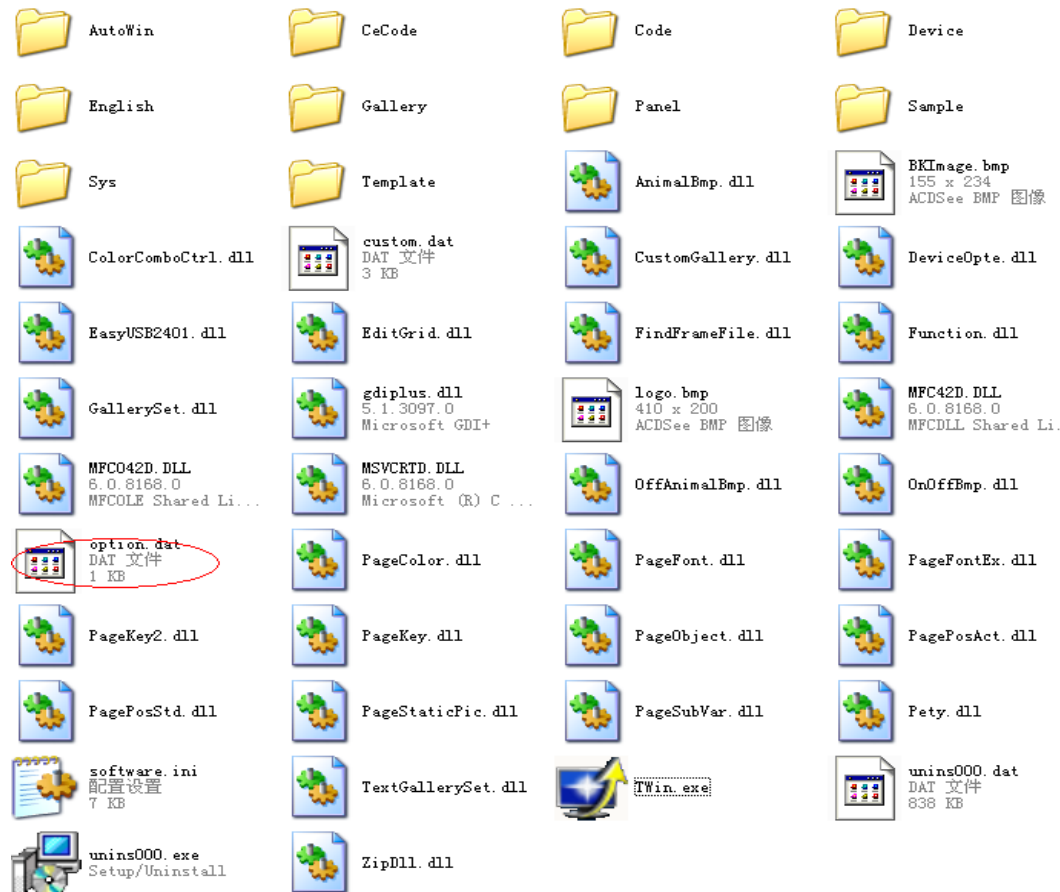 AutoWin
CeCode
Code
Device
English
Gallery
Panel
Sample
Sys
Template
AnimalBmp.dll
BKImage.bmp
155 x 234
ACDSee BMP 图像
ColorComboCtrl.dll
custom.dat
DAT 文件
3 KB
CustomGallery.dll
DeviceOpte.dll
EasyUSB2401.dll
EditGrid.dll
FindFrameFile.dll
Function.dll
GallerySet.dll
gdiplus.dll
5.1.3097.0
Microsoft GDI+
logo.bmp
410 x 200
ACDSee BMP 图像
MFC42D.DLL
6.0.8168.0
MFCDLL Shared Li.
MFCO42D.DLL
6.0.8168.0
MFCOLE Shared Li...
MSVCRTD.DLL
6.0.8168.0
Microsoft (R) C ...
OffAnimalBmp.dll
OnOffBmp.dll
option.dat
DAT 文件
1 KB
PageColor.dll
PageFont.dll
PageFontEx.dll
PageKey2.dll
PageKey.dll
PageObject.dll
PagePosAct.dll
PagePosStd.dll
PageStaticPic.dll
PageSubVar.dll
Pety.dll
software.ini
配置设置
7 KB
TextGallerySet.dll
TWin.exe
unins000.dat
DAT 文件
838 KB
unins000.exe
Setup/Uninstall
ZipDll.dll